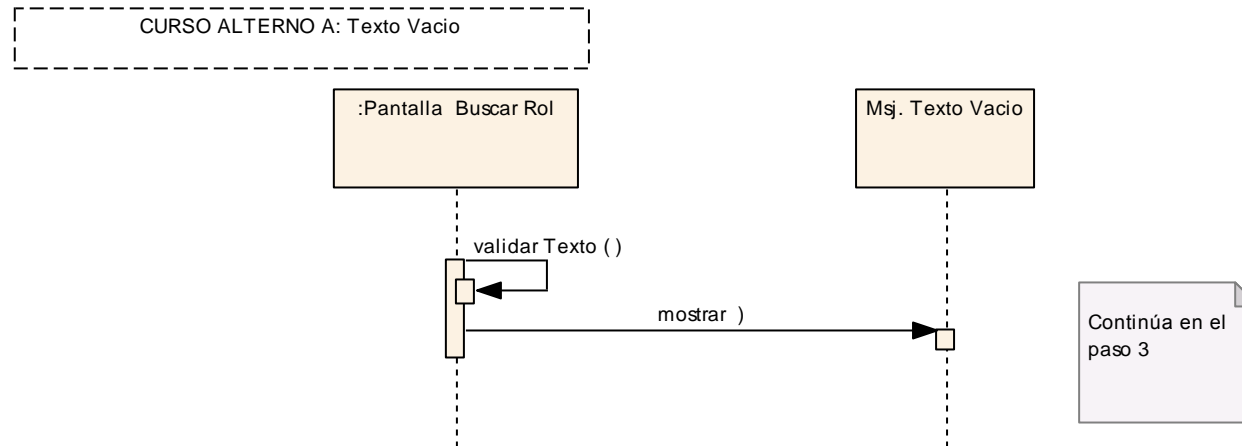 CURSO ALTERNO A: Texto Vacio
:Pantalla Buscar Rol
Msj. Texto Vacio
validar Texto ( )
mostrar )
Continúa en el
paso 3